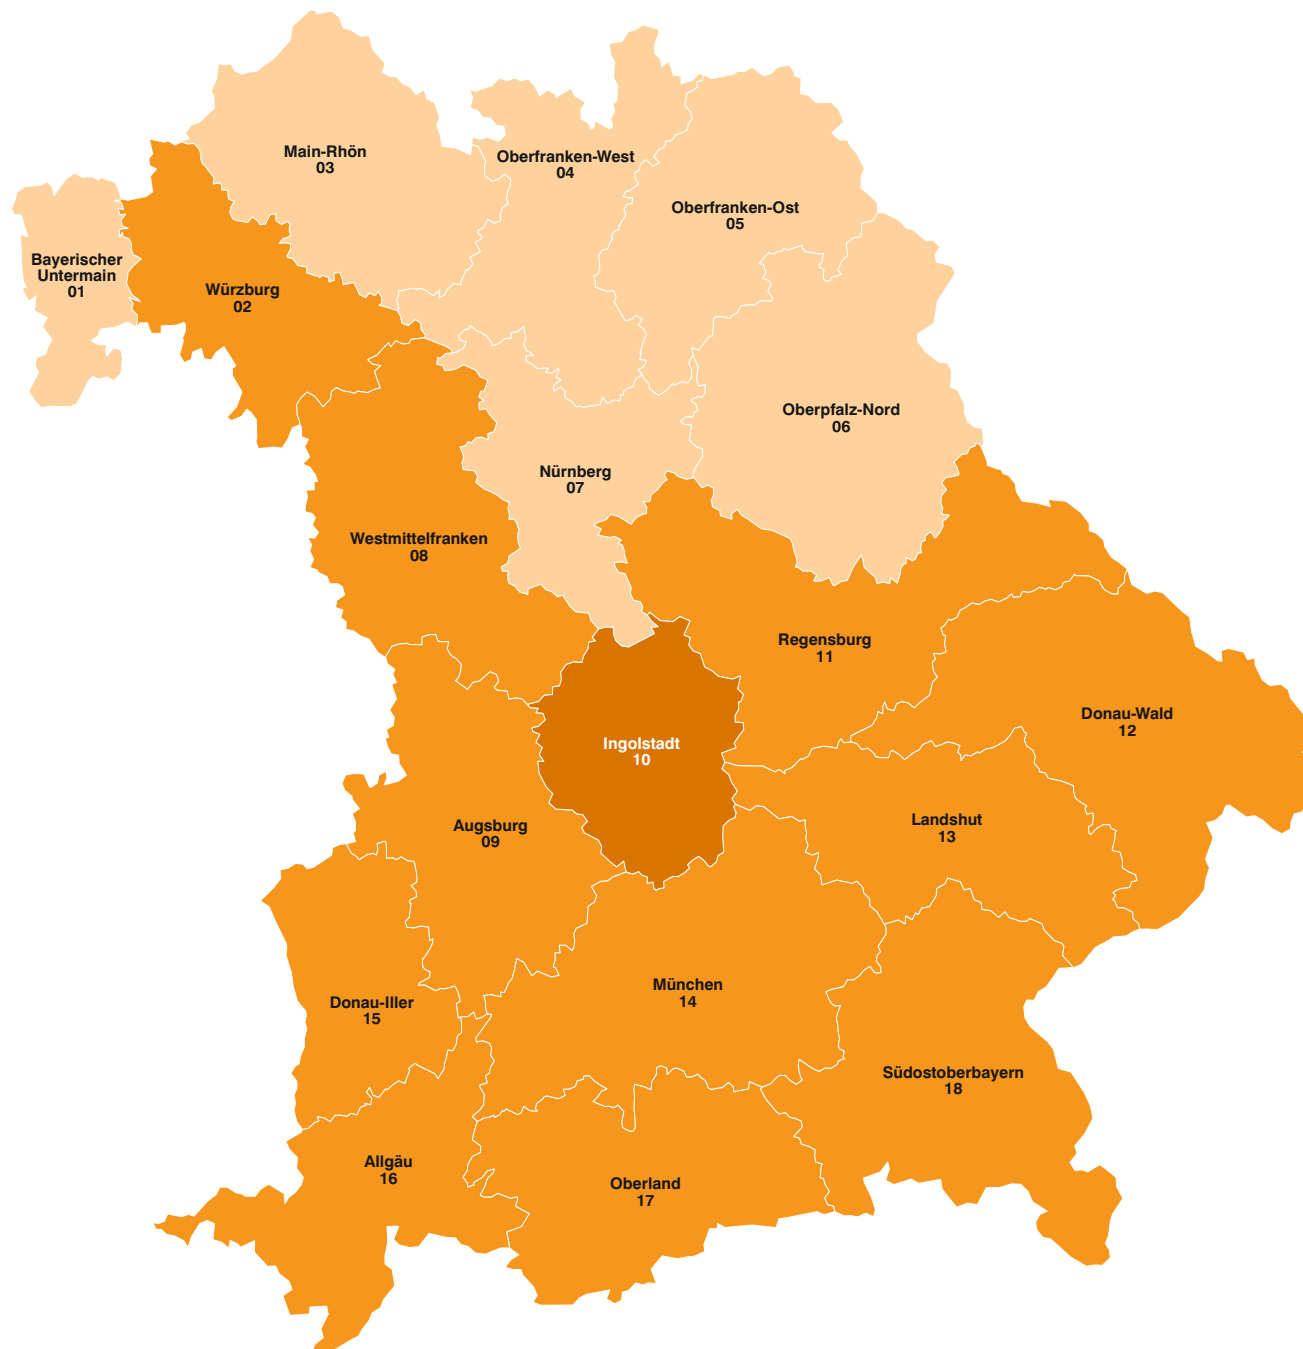 Main-Rhön
03
Oberfranken-West
04
Oberfranken-Ost
05
Bayerischer
Untermain
01
Würzburg
02
Oberpfalz-Nord
06
Nürnberg
07
Westmittelfranken
08
Regensburg
11
Donau-Wald
12
Ingolstadt
10
Augsburg
09
Landshut
13
München
14
Donau-Iller
15
Südostoberbayern
18
Allgäu
16
Oberland
17